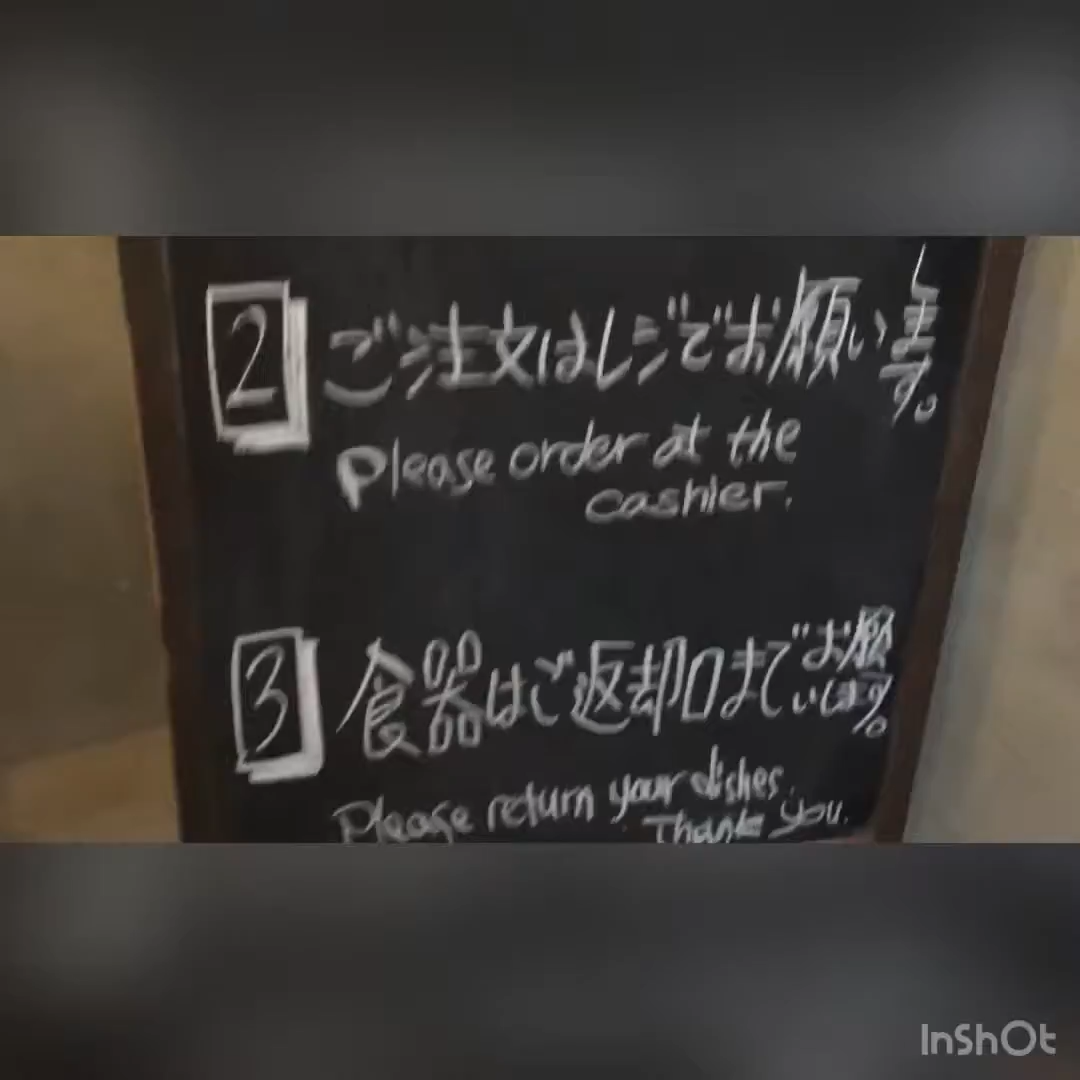 2 ご注文はレジでお願いします。
Please order at the
cashier.
3 食器はご返却口までお願いします。
Please return your dishes.
Thank you.
InShOt